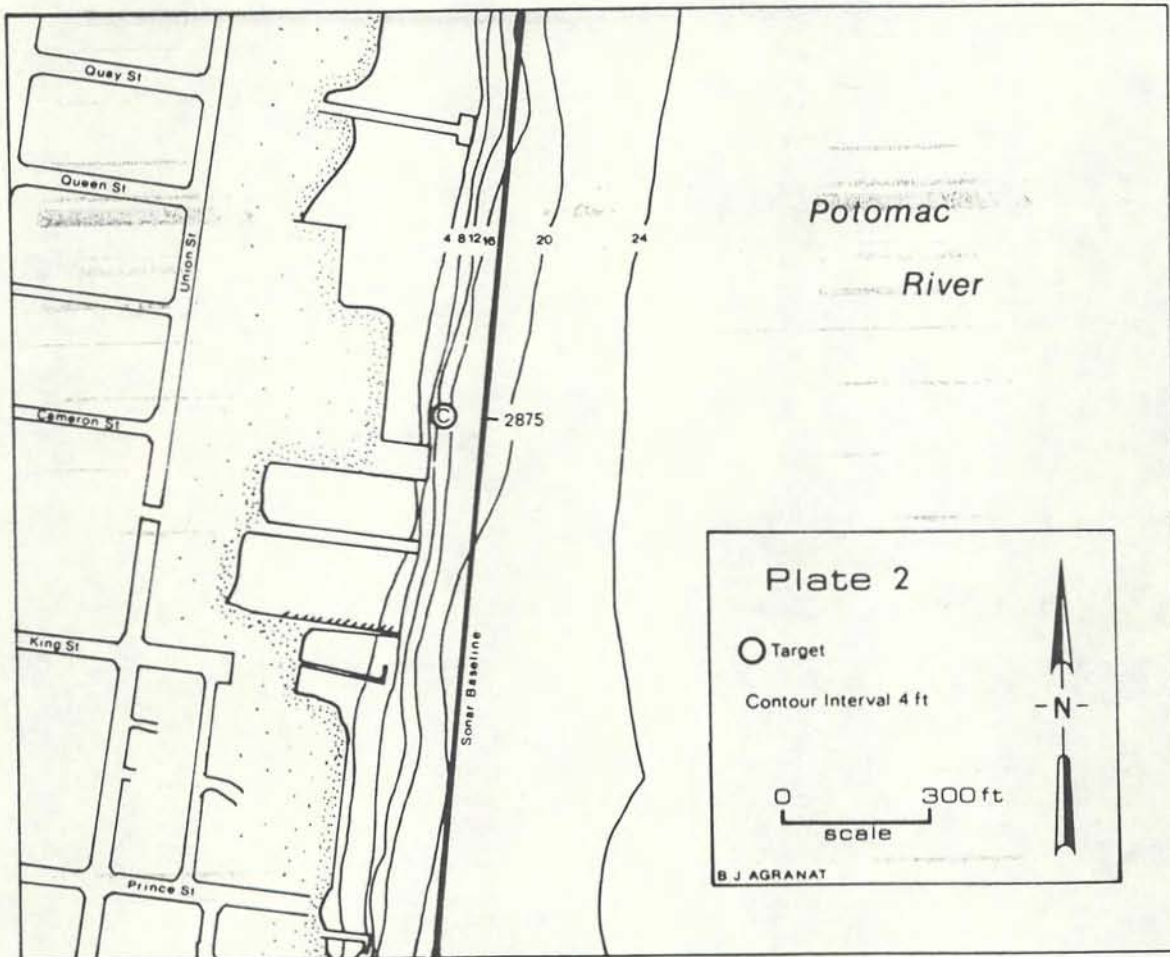 Quay St
Queen St
Union St
Potomac
River
4 8 12 16 20 24
Cameron St
C
2875
King St
Sonar Baseline
Prince St
Plate 2
Target
Contour Interval 4 ft
N
0 300 ft
scale
B J AGRANAT